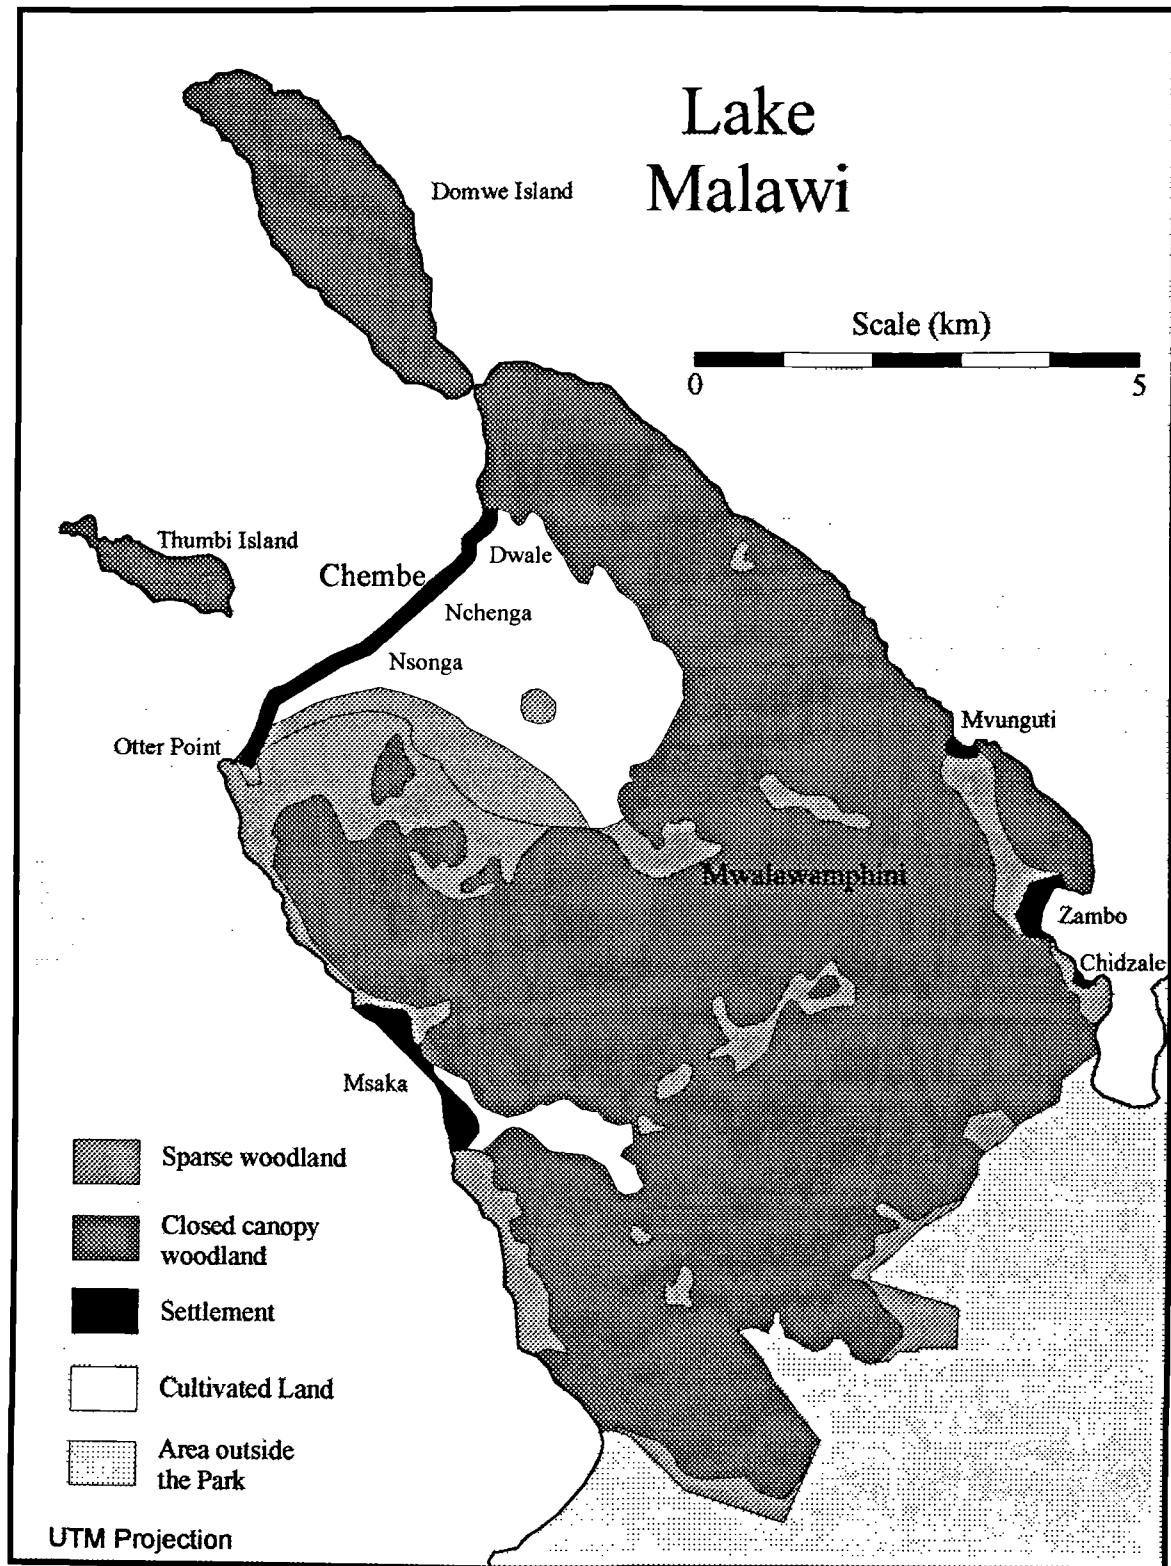 Lake
Malawi
Domwe Island
Scale (km)
0
5
Thumbi Island
Dwale
Chembe
Nchenga
Nsonga
Mvunguti
Otter Point
Mwalawamphini
Zambo
Chidzale
Msaka
Sparse woodland
Closed canopy
woodland
Settlement
Cultivated Land
Area outside
the Park
UTM Projection